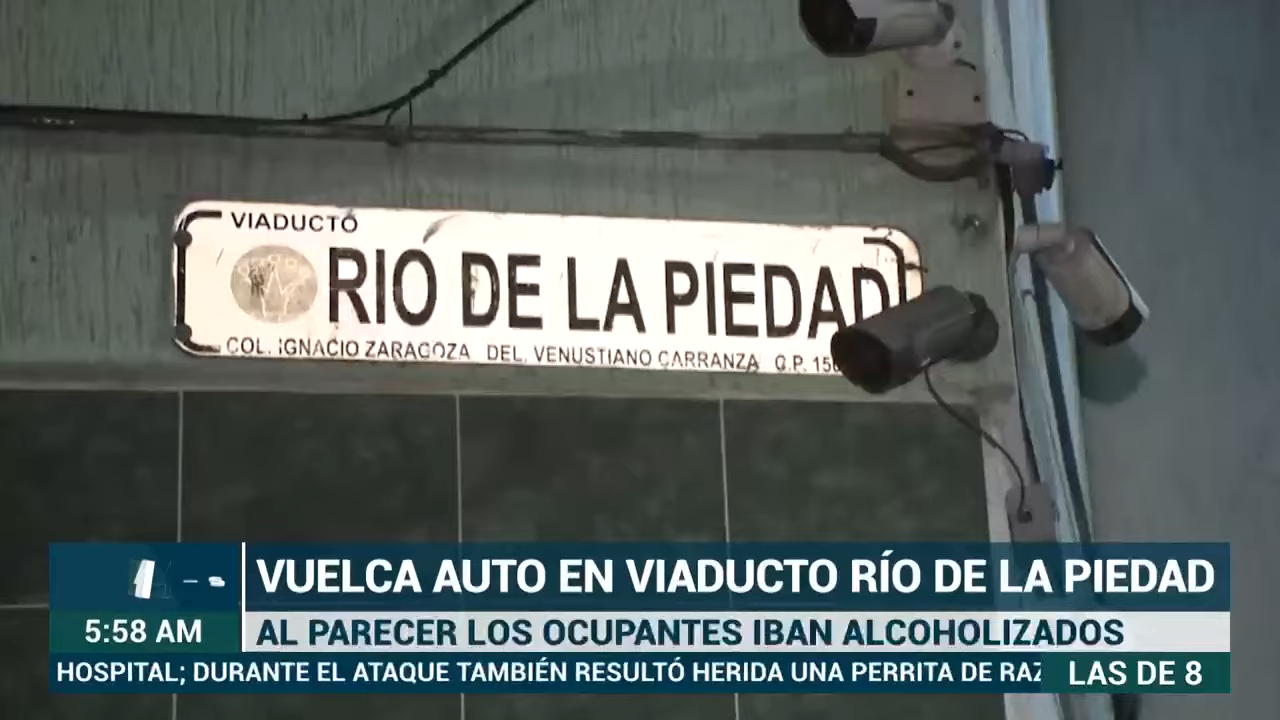 VIADUCTO
RIO DE LA PIEDAD
COL. IGNACIO ZARAGOZA DEL. VENUSTIANO CARRANZA C.P.
VUELCA AUTO EN VIADUCTO RÍO DE LA PIEDAD
5:58 AM
AL PARECER LOS OCUPANTES IBAN ALCOHOLIZADOS
HOSPITAL; DURANTE EL ATAQUE TAMBIÉN RESULTÓ HERIDA UNA PERRITA DE
LAS DE 8